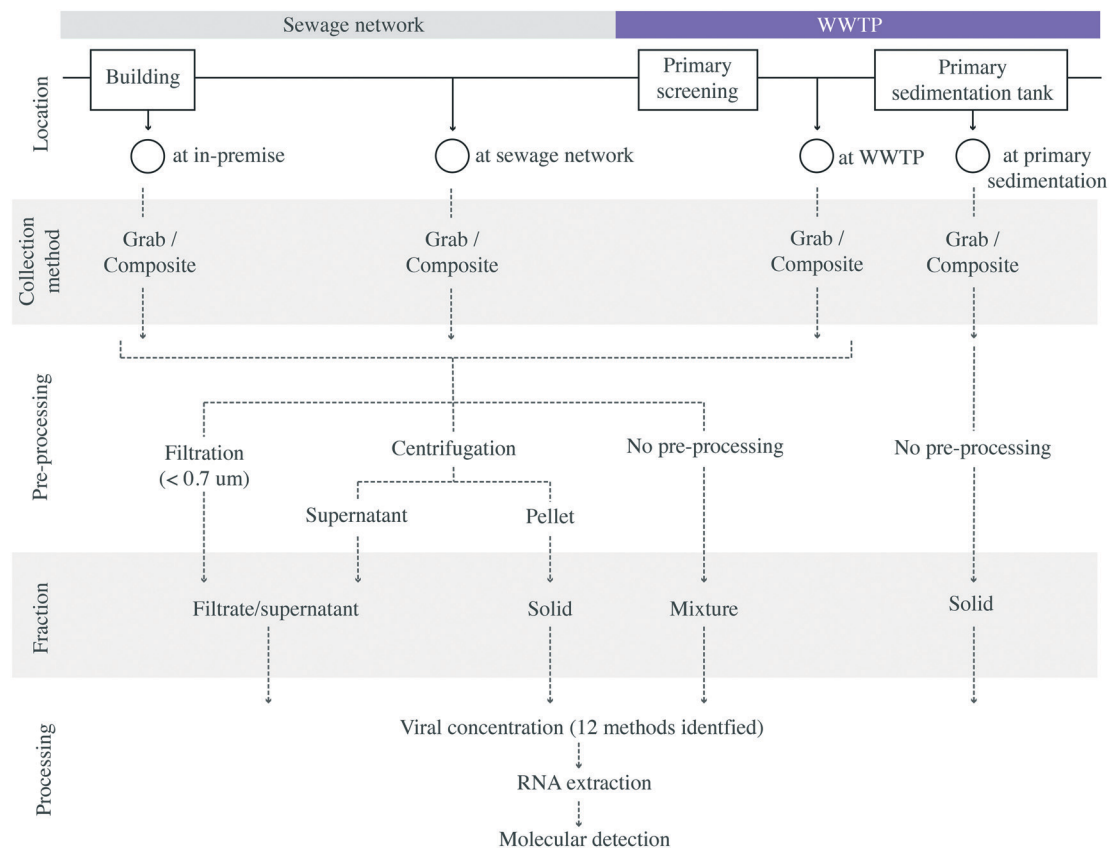 Sewage network
WWTP
Location
Building
Primary
screening
Primary
sedimentation tank
at in-premise
at sewage network
at WWTP
at primary
sedimentation
Collection
method
Grab /
Composite
Grab /
Composite
Grab /
Composite
Grab /
Composite
Pre-processing
Filtration
(< 0.7 um)
Centrifugation
No pre-processing
No pre-processing
Supernatant
Pellet
Fraction
Filtrate/supernatant
Solid
Mixture
Solid
Processing
Viral concentration (12 methods identfied)
RNA extraction
Molecular detection